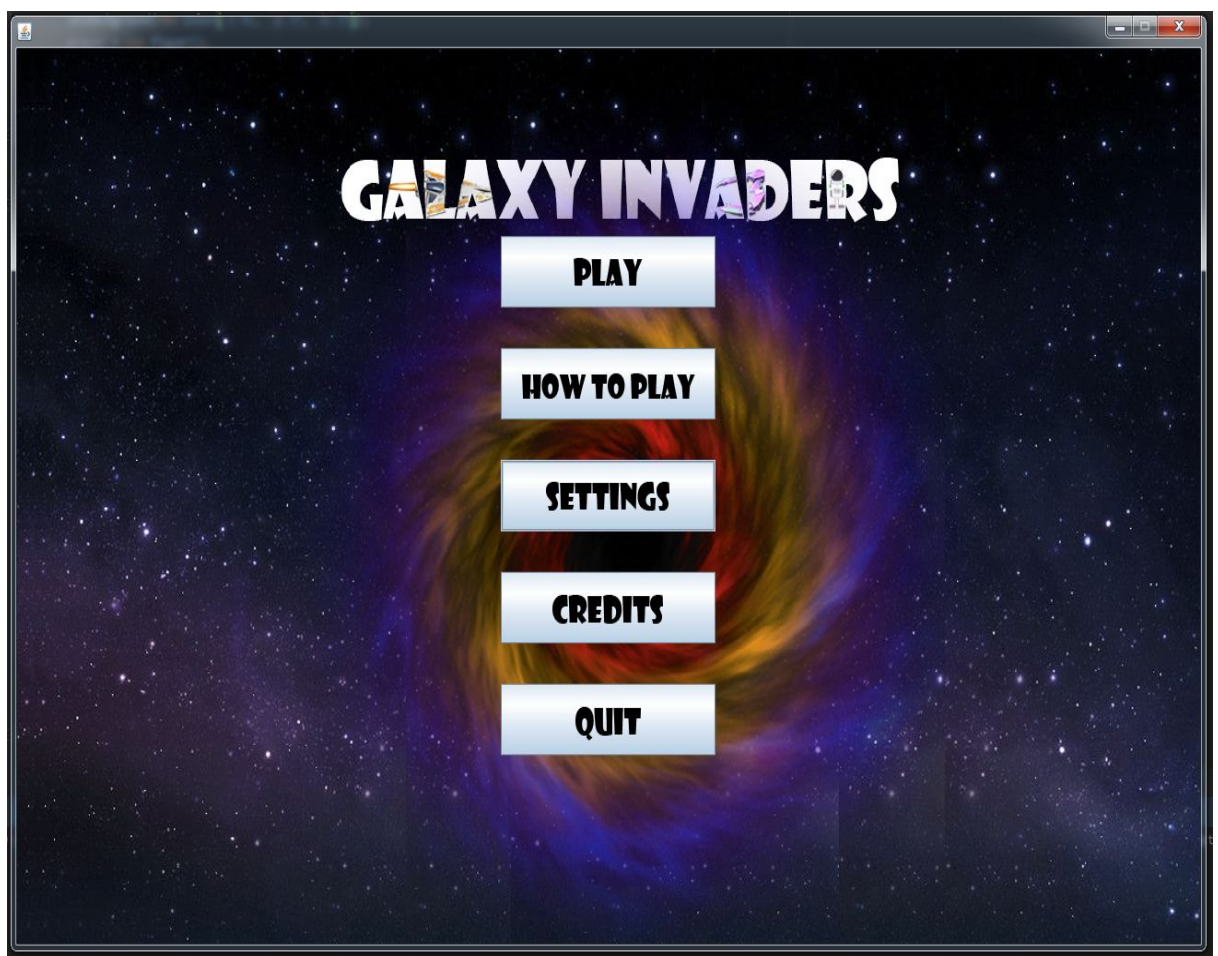 GALAXY INVADERS
PLAY
HOW TO PLAY
SETTINGS
CREDITS
QUIT